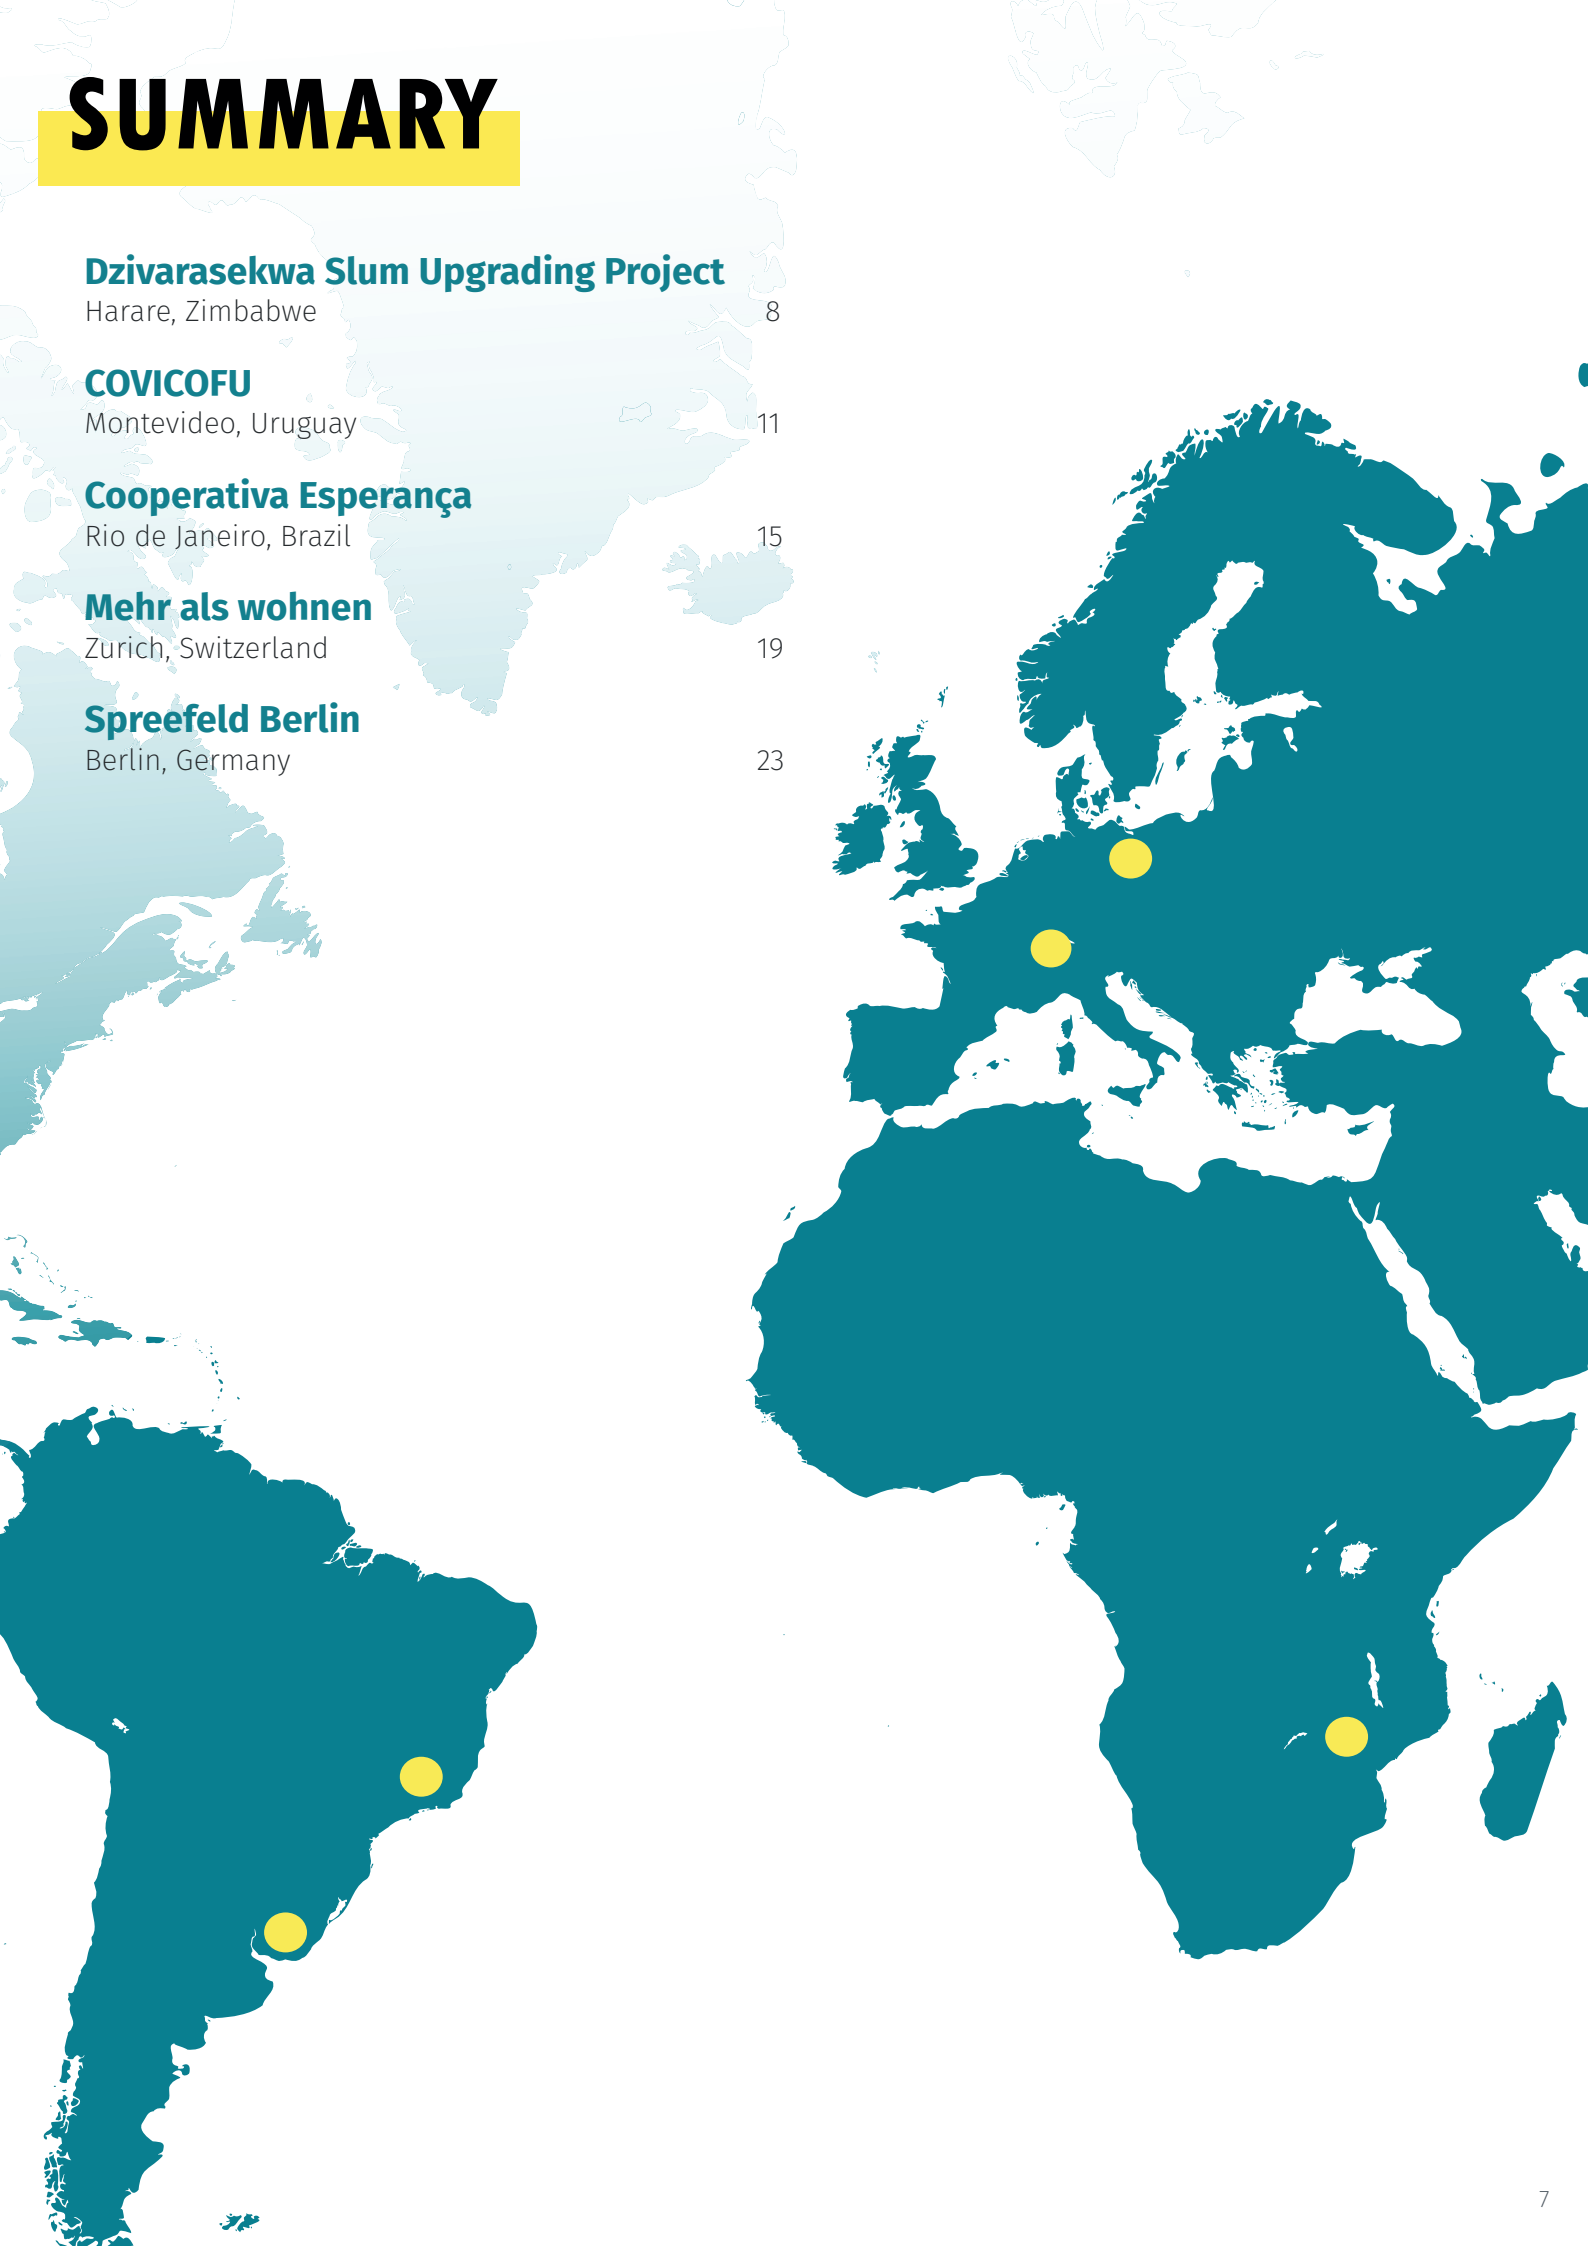 SUMMARY
Dzivarasekwa Slum Upgrading Project
Harare, Zimbabwe 8
COVICOFU
Montevideo, Uruguay 11
Cooperativa Esperança
Rio de Janeiro, Brazil 15
Mehr als wohnen
Zurich, Switzerland 19
Spreefeld Berlin
Berlin, Germany 23
7